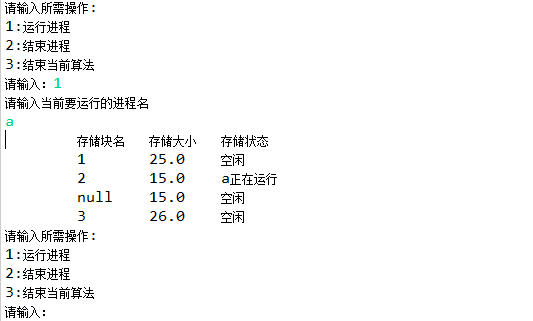 请输入所需操作:
1:运行进程
2:结束进程
3:结束当前算法
请输入: 1
请输入当前要运行的进程名
a
存储块名 存储大小 存储状态
1 25.0 空闲
2 15.0 a正在运行
null 15.0 空闲
3 26.0 空闲
请输入所需操作:
1:运行进程
2:结束进程
3:结束当前算法
请输入: